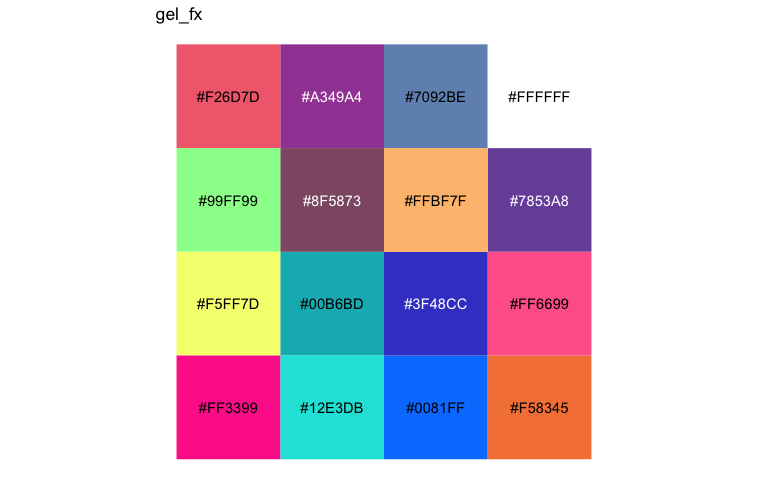 gel_fx
#F26D7D #A349A4 #7092BE #FFFFFF
#99FF99 #8F5873 #FFBF7F #7853A8
#F5FF7D #00B6BD #3F48CC #FF6699
#FF3399 #12E3DB #0081FF #F58345